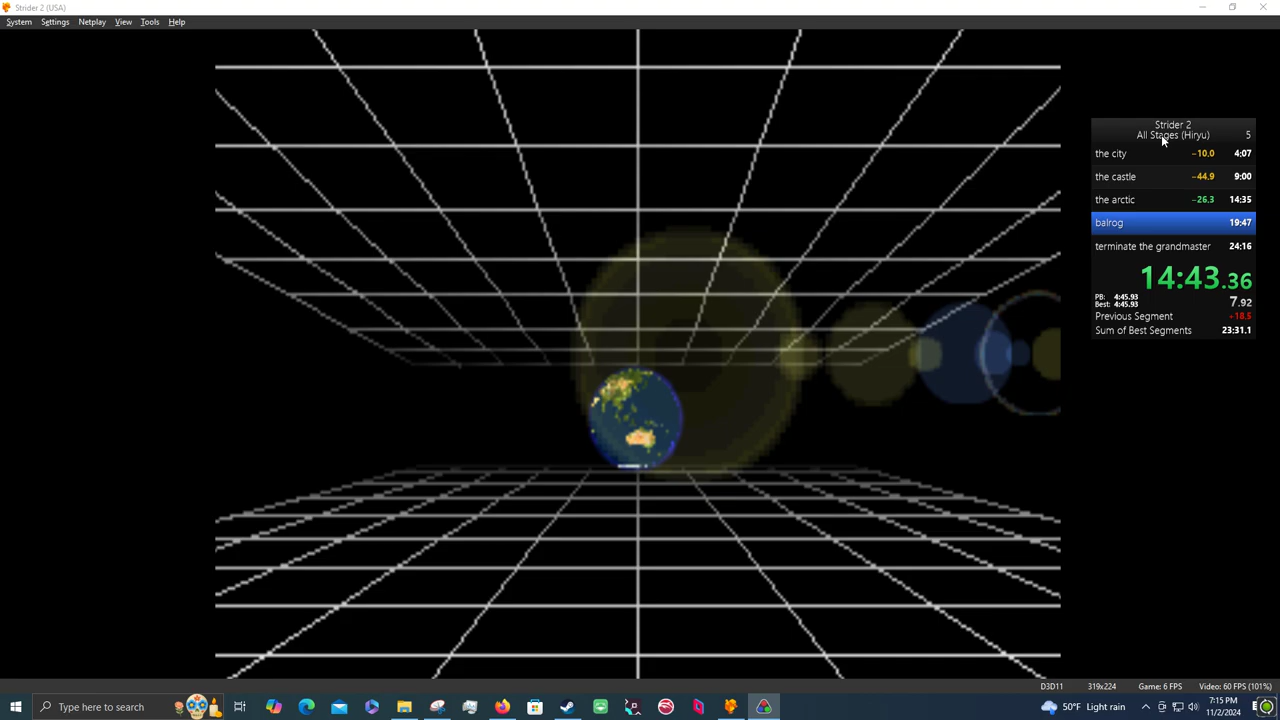 Strider 2 (USA)
System Settings Netplay View Tools Help
Strider 2
All Stages (Hiryu) 5
the city -10.0 4:07
the castle -44.9 9:00
the arctic -26.3 14:35
balrog 19:47
terminate the grandmaster 24:16
14:43.36
PB: 4:45.93
Best: 4:45.93
7.92
Previous Segment +18.5
Sum of Best Segments 23:31.1
D3D11 319x224 Game: 6 FPS Video: 60 FPS (101%)
Type here to search
50°F Light rain
7:15 PM
11/2/2024